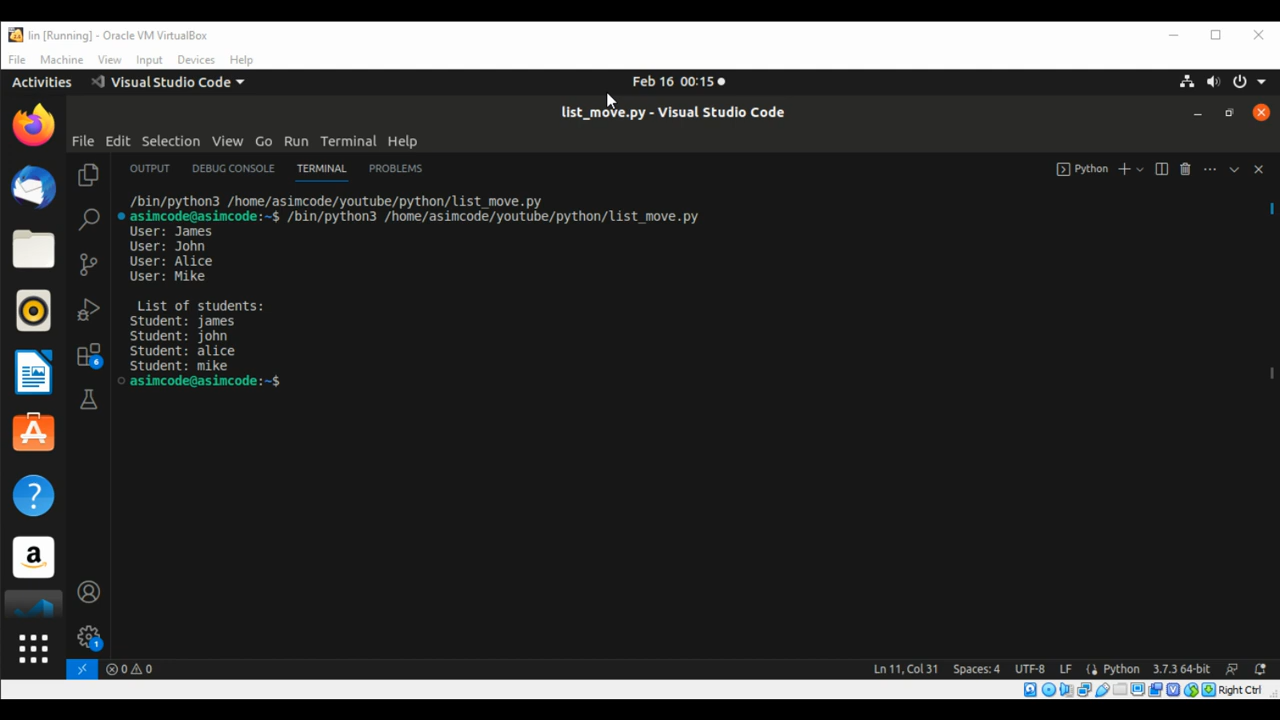 lin [Running] - Oracle VM VirtualBox
File Machine View Input Devices Help
Activities Visual Studio Code Feb 16 00:15
list_move.py - Visual Studio Code
File Edit Selection View Go Run Terminal Help
OUTPUT DEBUG CONSOLE TERMINAL PROBLEMS Python
/bin/python3 /home/asimcode/youtube/python/list_move.py
asimcode@asimcode:~$ /bin/python3 /home/asimcode/youtube/python/list_move.py
User: James
User: John
User: Alice
User: Mike
List of students:
Student: james
Student: john
Student: alice
Student: mike
asimcode@asimcode:~$
6
?
a
1
0 0 Ln 11, Col 31 Spaces: 4 UTF-8 LF Python 3.7.3 64-bit
Right Ctrl